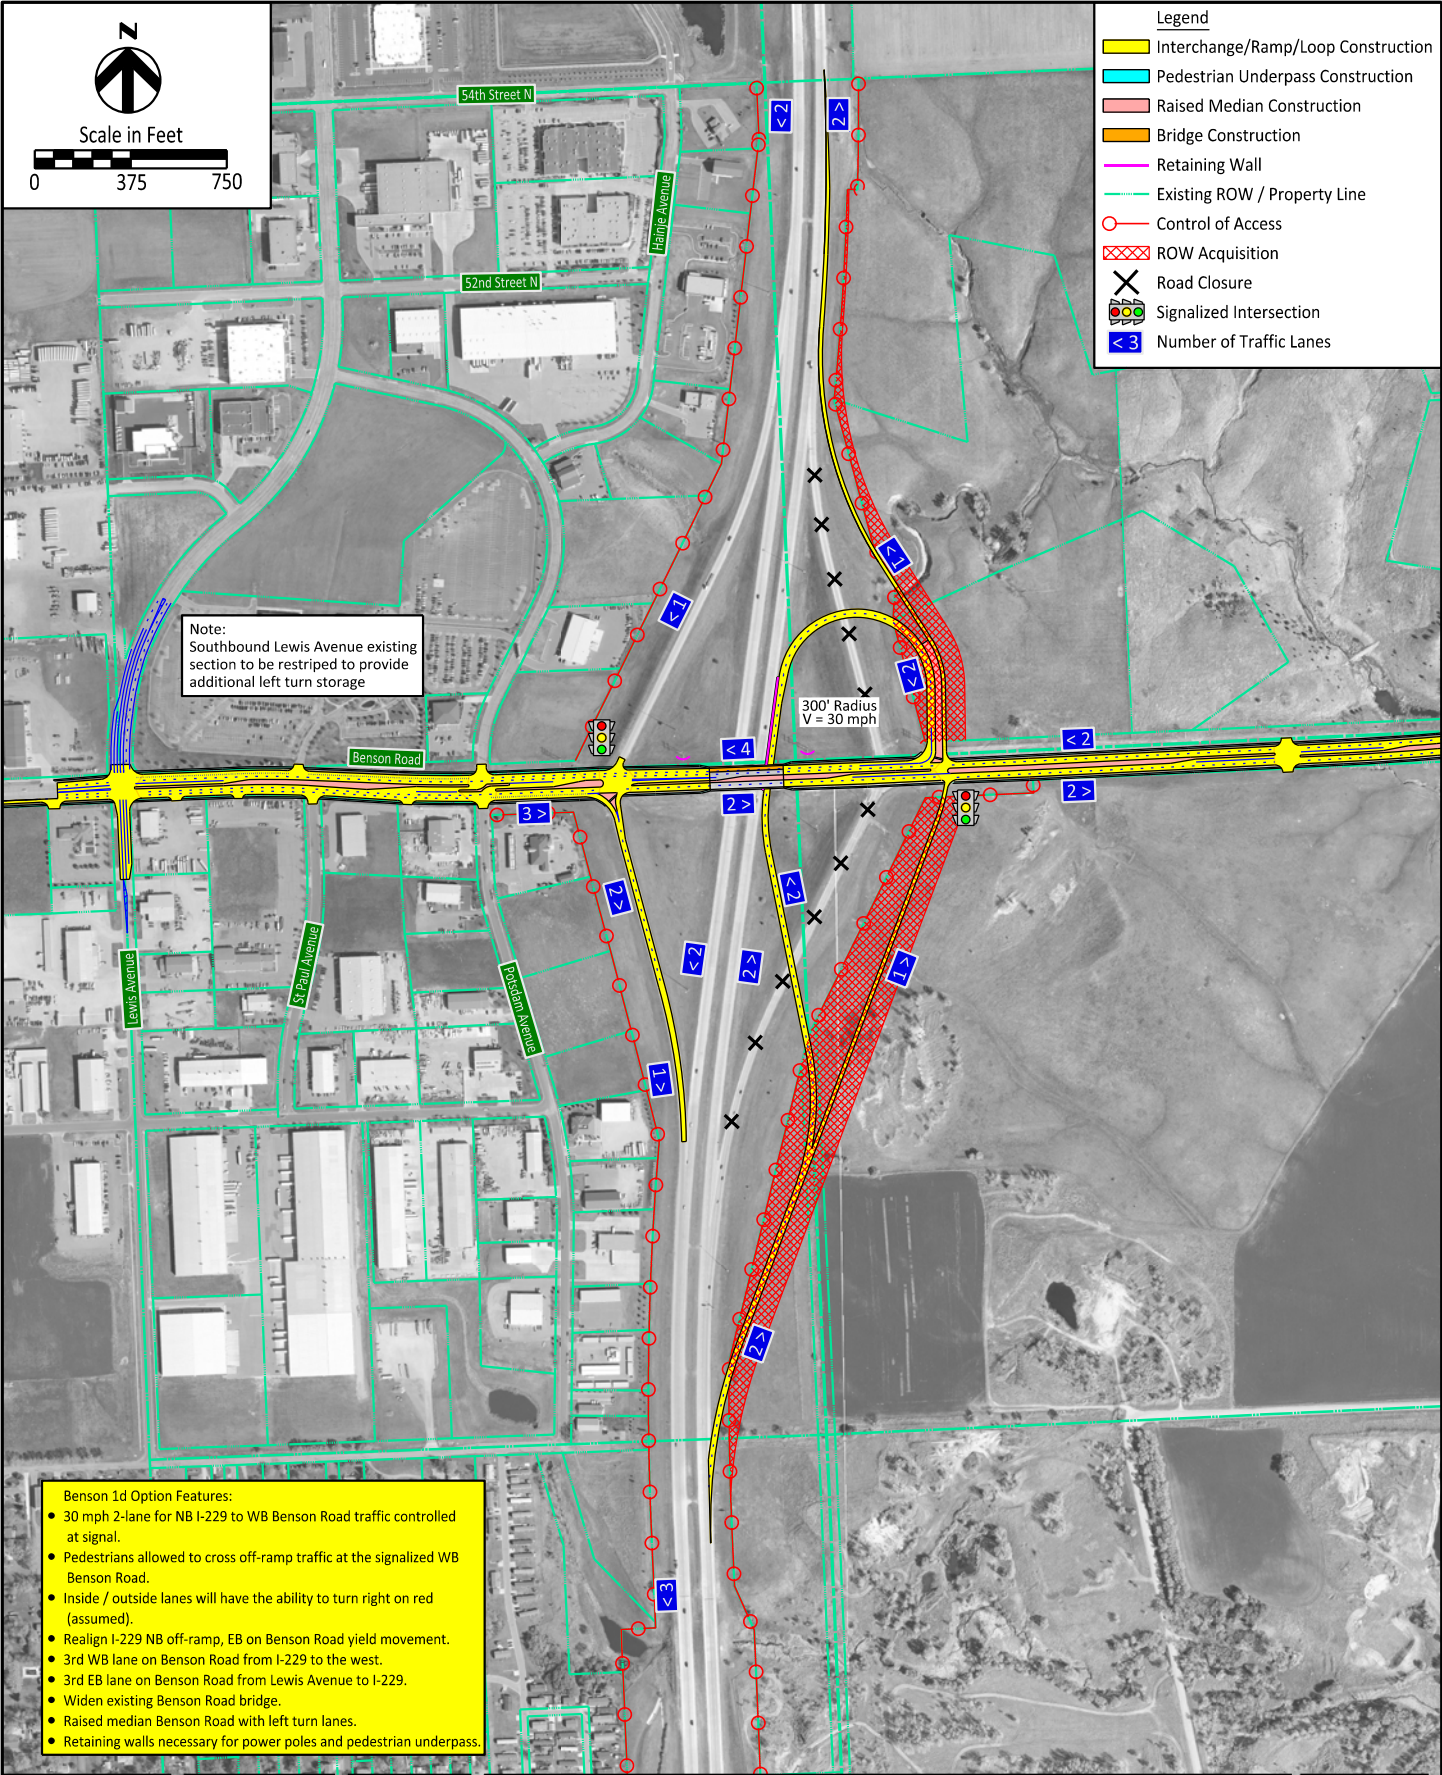 N
Scale in Feet
0 375 750
Legend
Interchange/Ramp/Loop Construction
Pedestrian Underpass Construction
Raised Median Construction
Bridge Construction
Retaining Wall
Existing ROW / Property Line
Control of Access
ROW Acquisition
Road Closure
Signalized Intersection
< 3 Number of Traffic Lanes
54th Street N
< 2
2 >
Hainje Avenue
52nd Street N
< 1
< 1
Note:
Southbound Lewis Avenue existing
section to be restriped to provide
additional left turn storage
< 2
300' Radius
V = 30 mph
Benson Road
< 4
< 2
3 >
2 >
2 >
2 >
< 2
Lewis Avenue
St Paul Avenue
Potsdam Avenue
< 2
2 >
1 >
1 >
2 >
< 3
Benson 1d Option Features:
• 30 mph 2-lane for NB I-229 to WB Benson Road traffic controlled
at signal.
• Pedestrians allowed to cross off-ramp traffic at the signalized WB
Benson Road.
• Inside / outside lanes will have the ability to turn right on red
(assumed).
• Realign I-229 NB off-ramp, EB on Benson Road yield movement.
• 3rd WB lane on Benson Road from I-229 to the west.
• 3rd EB lane on Benson Road from Lewis Avenue to I-229.
• Widen existing Benson Road bridge.
• Raised median Benson Road with left turn lanes.
• Retaining walls necessary for power poles and pedestrian underpass.